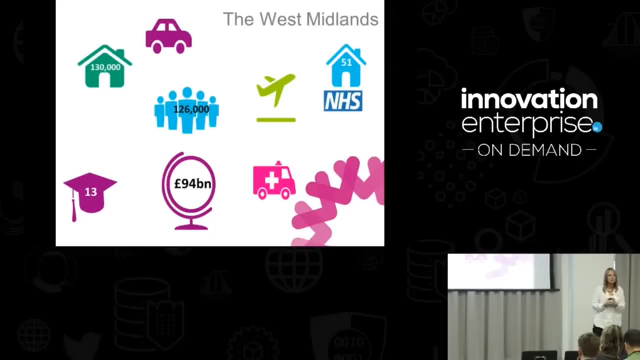 The West Midlands
130,000
51
NHS
126,000
13
£94bn
innovation
enterprise
ON DEMAND